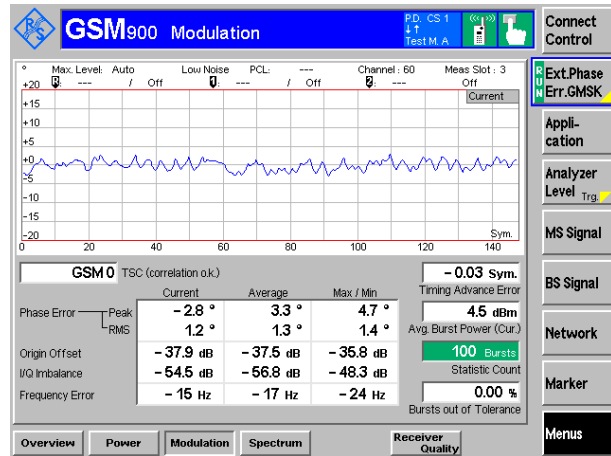 GSM900 Modulation
P.D. CS 1
Test M. A
Connect
Control
° Max. Level: Auto Low Noise PCL: --- Channel : 60 Meas Slot : 3
--- / Off --- / Off 2: --- Off
Current
RUN
Ext.Phase
Err.GMSK
+20
+15
+10
+5
+0
-5
-10
-15
-20
Sym.
0 20 40 60 80 100 120 140
Appli-
cation
Analyzer
Level Trg.
MS Signal
BS Signal
Network
Marker
Menus
GSM 0 TSC (correlation o.k.)
- 0.03 Sym.
Timing Advance Error
Current Average Max / Min
Phase Error Peak - 2.8 ° 3.3 ° 4.7 °
RMS 1.2 ° 1.3 ° 1.4 °
4.5 dBm
Avg. Burst Power (Cur.)
Origin Offset - 37.9 dB - 37.5 dB - 35.8 dB
100 Bursts
Statistic Count
I/Q Imbalance - 54.5 dB - 56.8 dB - 48.3 dB
Frequency Error - 15 Hz - 17 Hz - 24 Hz
0.00 %
Bursts out of Tolerance
Overview Power Modulation Spectrum Receiver
Quality